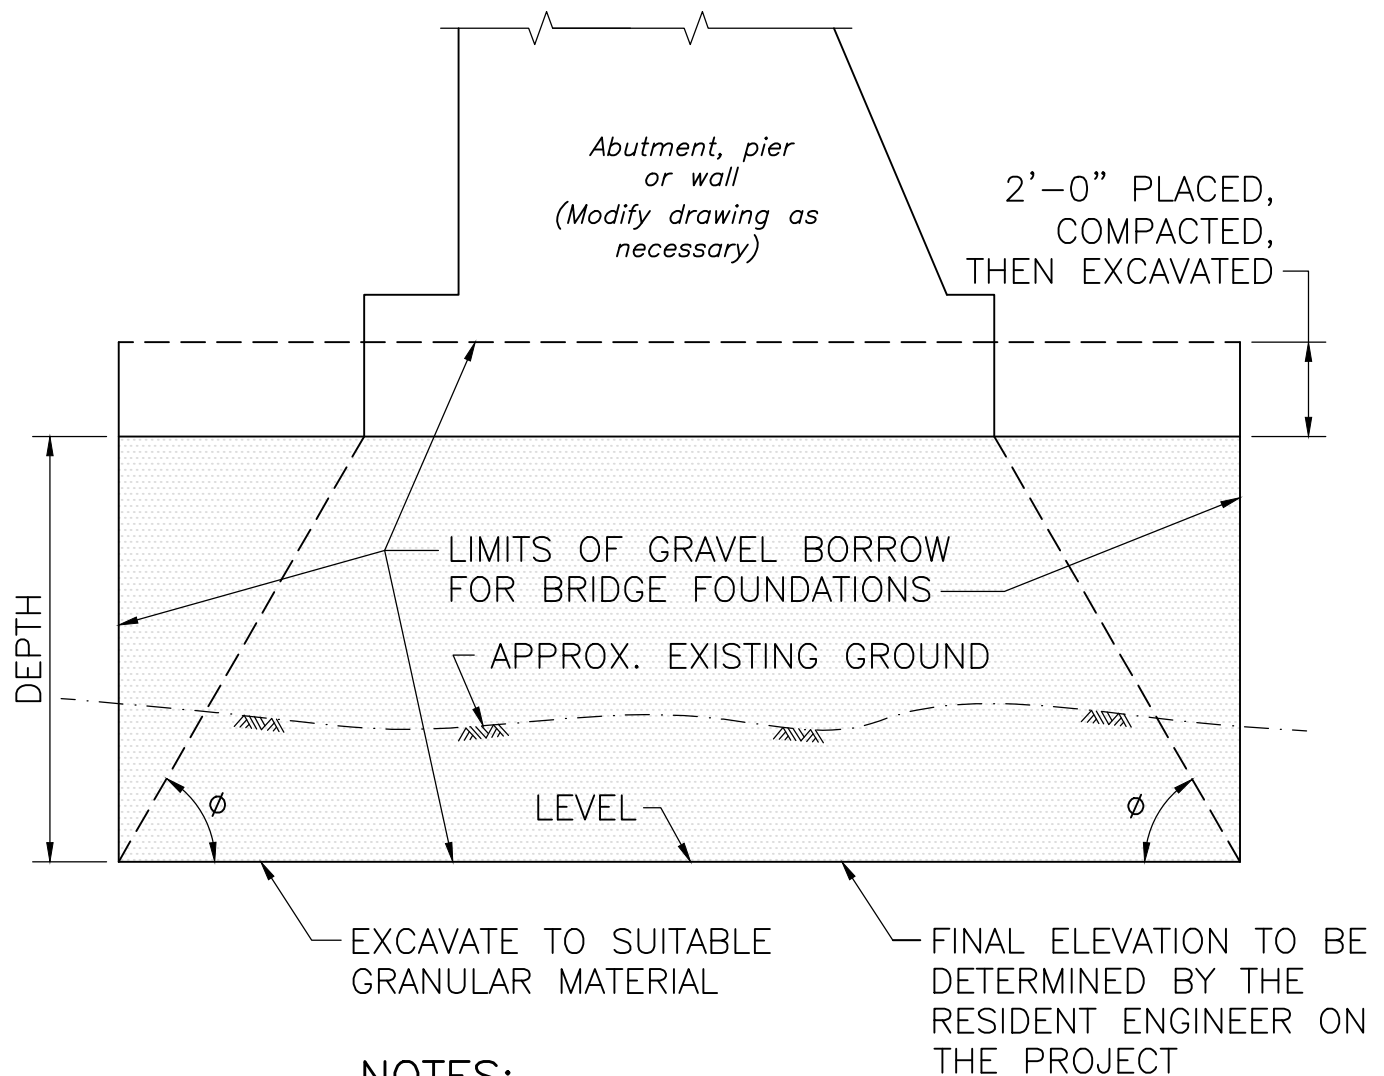 Abutment, pier
or wall
(Modify drawing as
necessary)
2'-0" PLACED,
COMPACTED,
THEN EXCAVATED
LIMITS OF GRAVEL BORROW
FOR BRIDGE FOUNDATIONS
DEPTH
APPROX. EXISTING GROUND
ø
LEVEL
ø
EXCAVATE TO SUITABLE
GRANULAR MATERIAL
FINAL ELEVATION TO BE
DETERMINED BY THE
RESIDENT ENGINEER ON
THE PROJECT
NOTES: